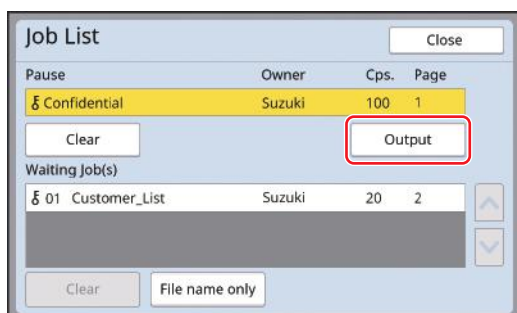 Job List Close
Pause Owner Cps. Page
Confidential Suzuki 100 1
Clear Output
Waiting Job(s)
01 Customer_List Suzuki 20 2
Clear File name only